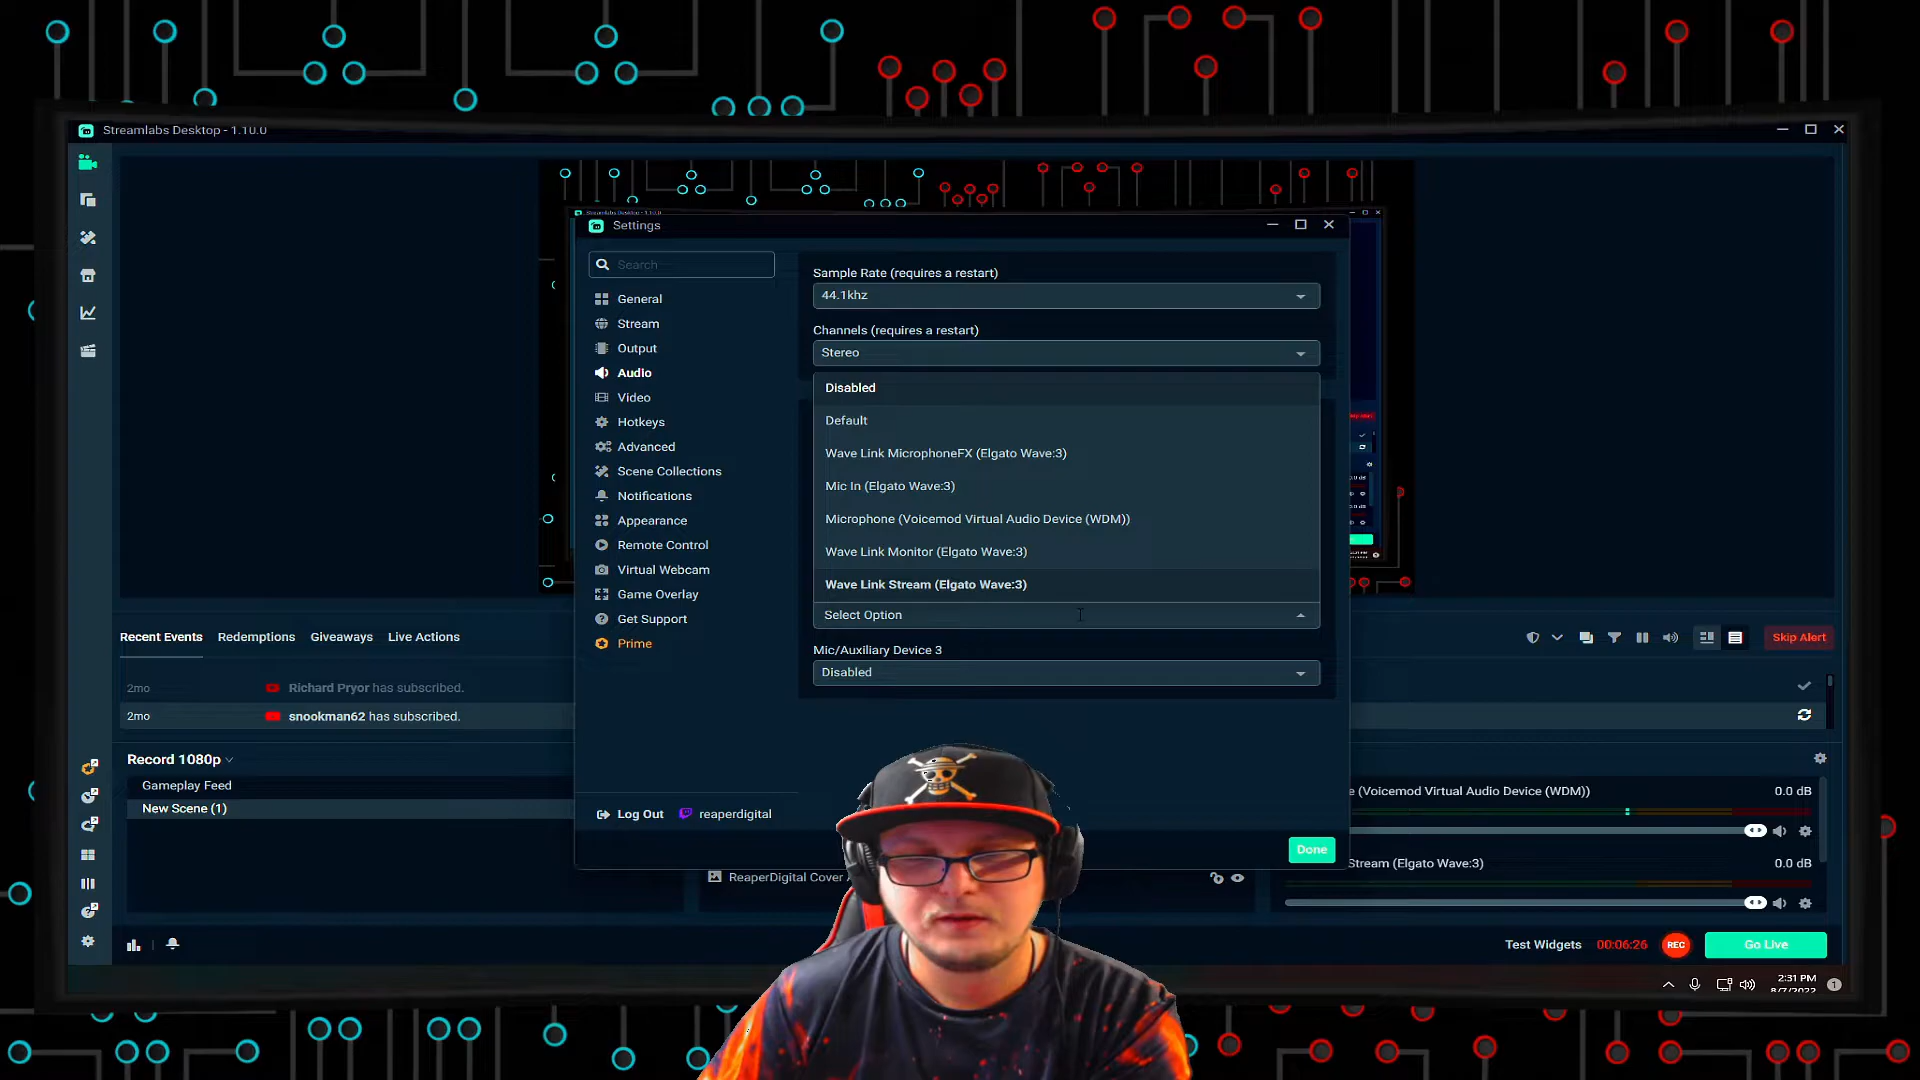 Streamlabs Desktop - 1.10.0
Settings
Search
General
Stream
Output
Audio
Video
Hotkeys
Advanced
Scene Collections
Notifications
Appearance
Remote Control
Virtual Webcam
Game Overlay
Get Support
Prime
Log Out
reaperdigital
Sample Rate (requires a restart)
44.1khz
Channels (requires a restart)
Stereo
Disabled
Default
Wave Link MicrophoneFX (Elgato Wave:3)
Mic In (Elgato Wave:3)
Microphone (Voicemod Virtual Audio Device (WDM))
Wave Link Monitor (Elgato Wave:3)
Wave Link Stream (Elgato Wave:3)
Select Option
Mic/Auxiliary Device 3
Disabled
Done
Recent Events Redemptions Giveaways Live Actions
Skip Alert
2mo Richard Pryor has subscribed.
2mo snookman62 has subscribed.
Record 1080p
Gameplay Feed
New Scene (1)
ReaperDigital Cover
e (Voicemod Virtual Audio Device (WDM)) 0.0 dB
Stream (Elgato Wave:3) 0.0 dB
Test Widgets 00:06:26 REC Go Live
2:31 PM
8/7/2022
1